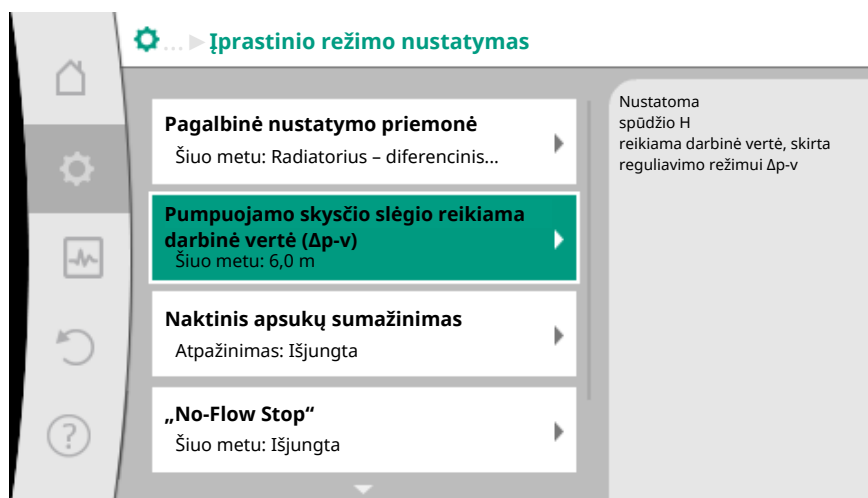 ... Įprastinio režimo nustatymas
Pagalbinė nustatymo priemonė
Šiuo metu: Radiatorius – diferencinis...
Pumpuojamo skysčio slėgio reikiama
darbinė vertė (Δp-v)
Šiuo metu: 6,0 m
Naktinis apsukų sumažinimas
Atpažinimas: Išjungta
„No-Flow Stop“
Šiuo metu: Išjungta
Nustatoma
spūdžio H
reikiama darbinė vertė, skirta
reguliavimo režimui Δp-v